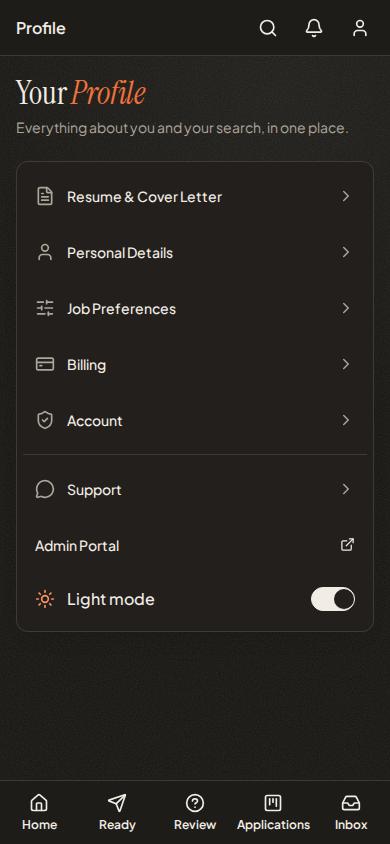 Profile
Your Profile
Everything about you and your search, in one place.
Resume & Cover Letter
Personal Details
Job Preferences
Billing
Account
Support
Admin Portal
Light mode
Home Ready Review Applications Inbox